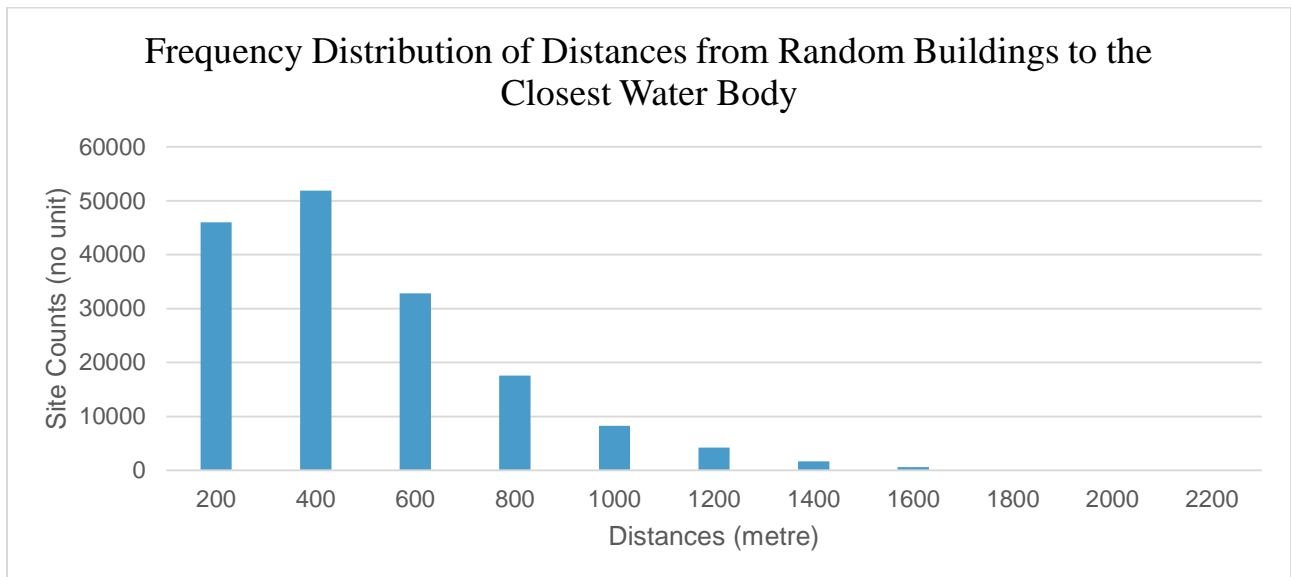 Frequency Distribution of Distances from Random Buildings to the
Closest Water Body
60000
50000
40000
30000
20000
10000
0
Site Counts (no unit)
200 400 600 800 1000 1200 1400 1600 1800 2000 2200
Distances (metre)